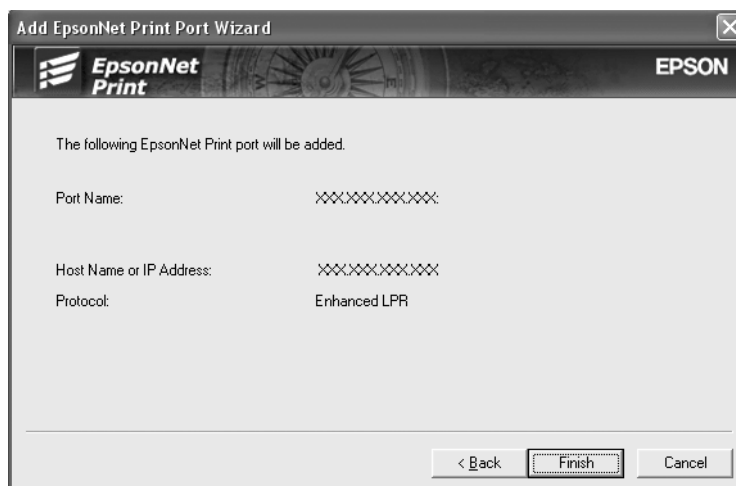 Add EpsonNet Print Port Wizard
EpsonNet
Print
EPSON
The following EpsonNet Print port will be added.
Port Name: XXX.XXX.XXX.XXX:
Host Name or IP Address: XXX.XXX.XXX.XXX
Protocol: Enhanced LPR
< Back Finish Cancel